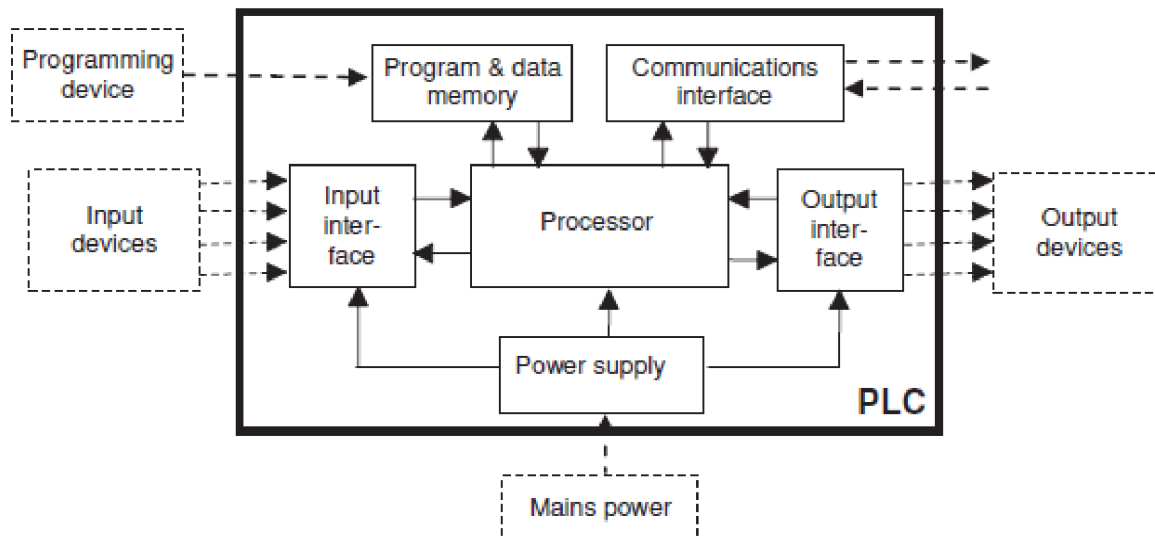 Programming
device
Program & data
memory
Communications
interface
Input
devices
Input
inter-
face
Processor
Output
inter-
face
Output
devices
Power supply
PLC
Mains power